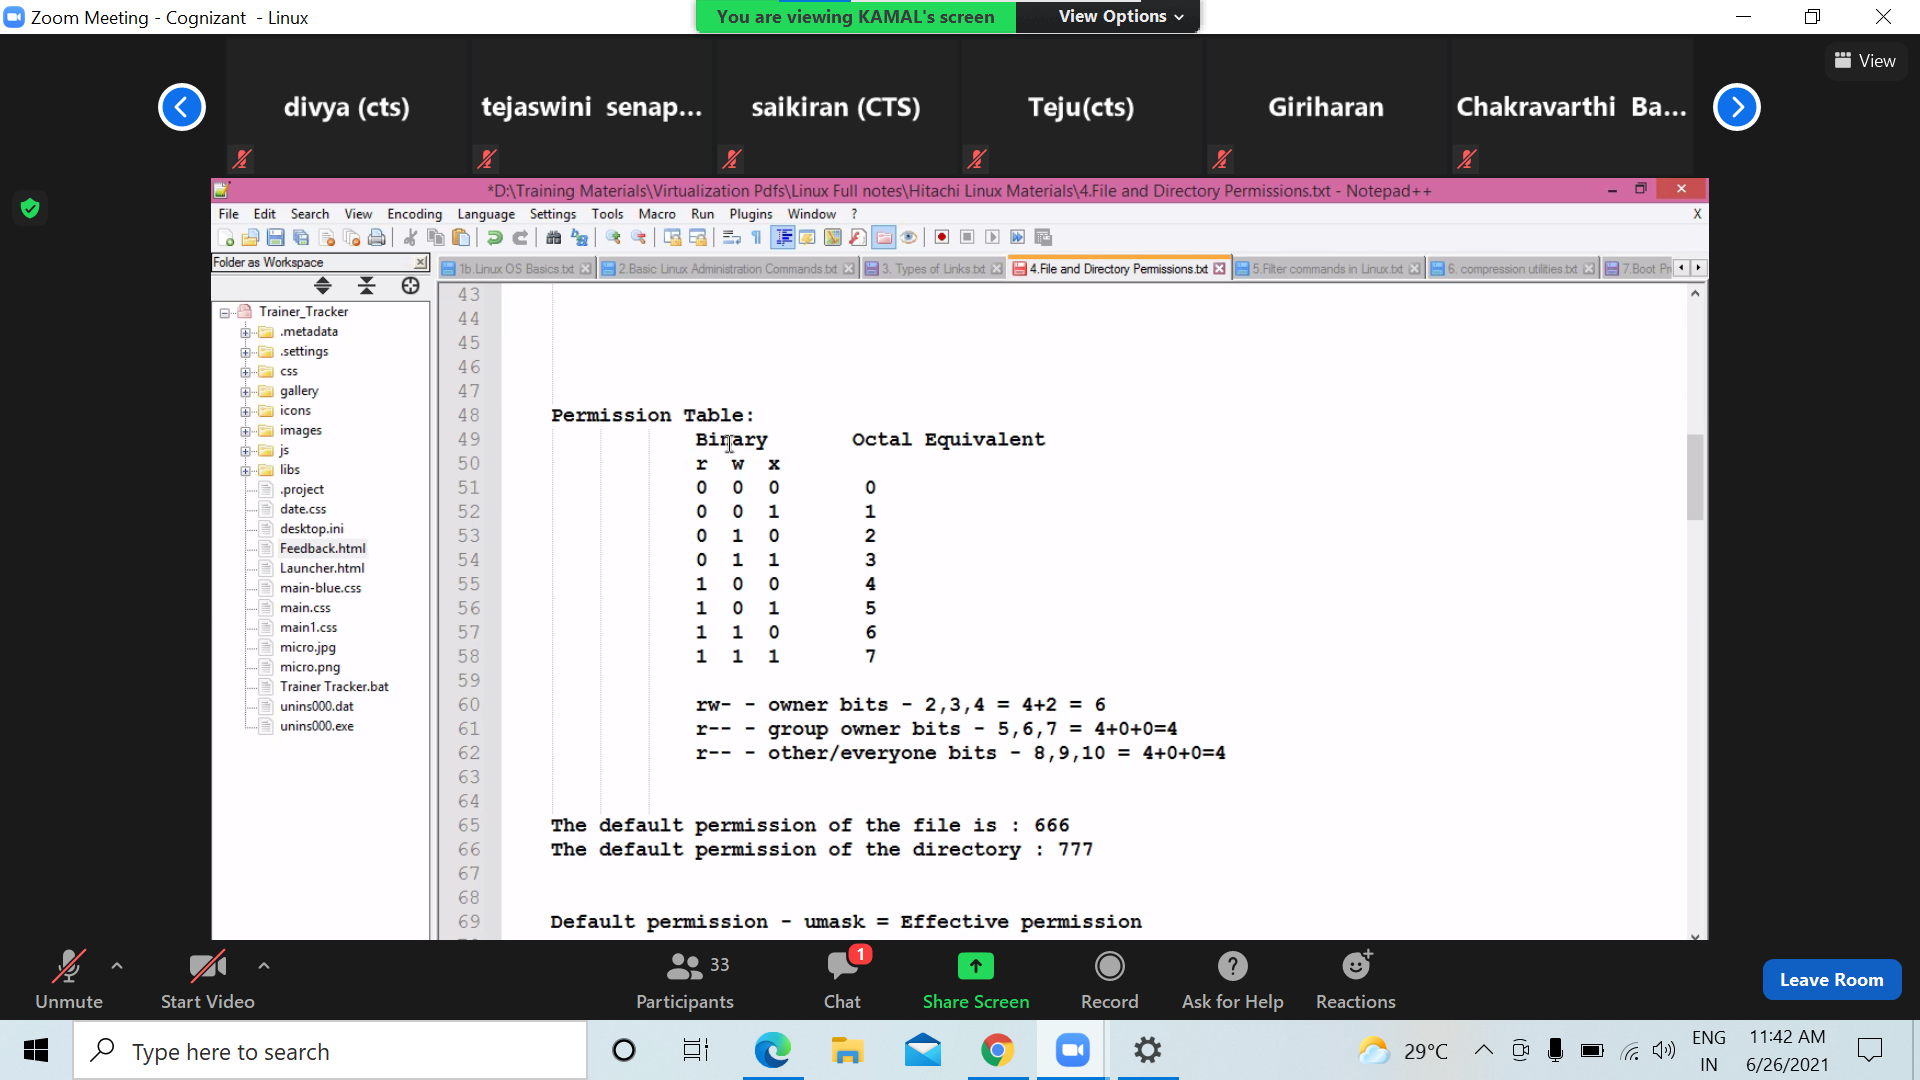 Zoom Meeting - Cognizant - Linux
You are viewing KAMAL's screen
View Options
View
divya (cts)
tejaswini senap...
saikiran (CTS)
Teju(cts)
Giriharan
Chakravarthi Ba...
*D:\Training Materials\Virtualization Pdfs\Linux Full notes\Hitachi Linux Materials\4.File and Directory Permissions.txt - Notepad++
File Edit Search View Encoding Language Settings Tools Macro Run Plugins Window ? X
Folder as Workspace
1b.Linux OS Basics.txt
2.Basic Linux Administration Commands.txt
3. Types of Links.txt
4.File and Directory Permissions.txt
5.Filter commands in Linux.txt
6. compression utilities.txt
7.Boot Pr
Trainer_Tracker
.metadata
.settings
css
gallery
icons
images
js
libs
.project
date.css
desktop.ini
Feedback.html
Launcher.html
main-blue.css
main.css
main1.css
micro.jpg
micro.png
Trainer Tracker.bat
unins000.dat
unins000.exe
43
44
45
46
47
48 Permission Table:
49 Binary Octal Equivalent
50 r w x
51 0 0 0 0
52 0 0 1 1
53 0 1 0 2
54 0 1 1 3
55 1 0 0 4
56 1 0 1 5
57 1 1 0 6
58 1 1 1 7
59
60 rw- - owner bits - 2,3,4 = 4+2 = 6
61 r-- - group owner bits - 5,6,7 = 4+0+0=4
62 r-- - other/everyone bits - 8,9,10 = 4+0+0=4
63
64
65 The default permission of the file is : 666
66 The default permission of the directory : 777
67
68
69 Default permission - umask = Effective permission
Unmute
Start Video
33
Participants
1
Chat
Share Screen
Record
Ask for Help
Reactions
Leave Room
Type here to search
29°C
ENG
IN
11:42 AM
6/26/2021